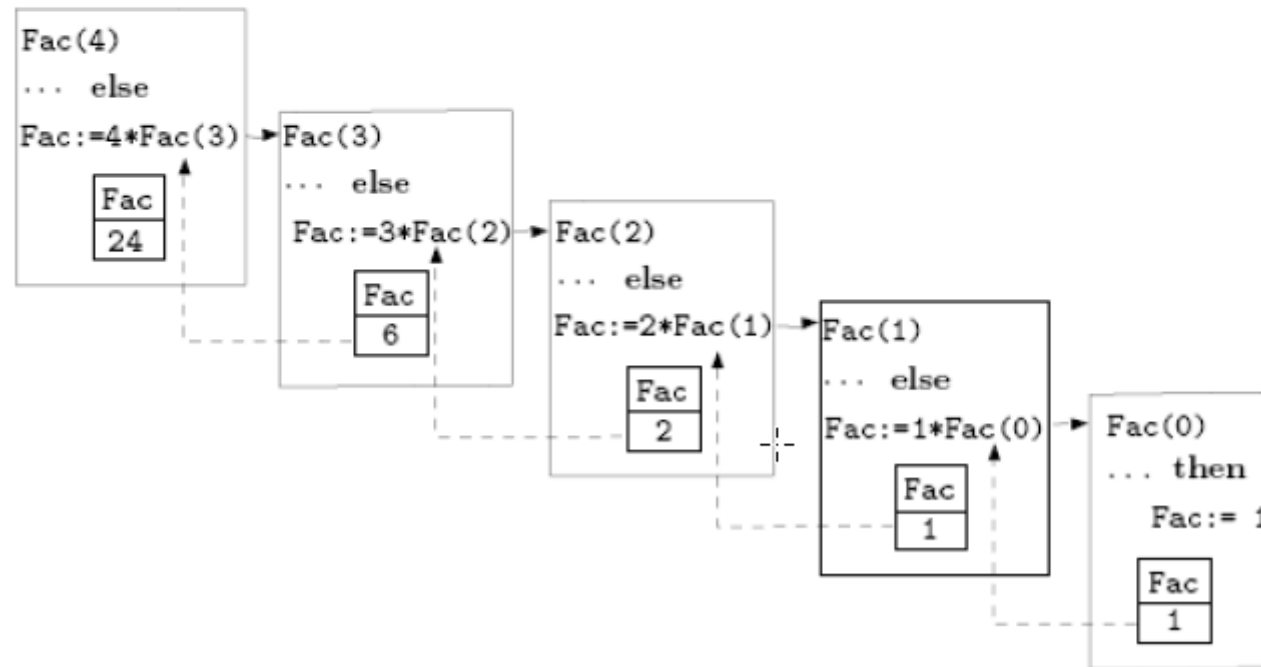 Fac(4)
... else
Fac:=4*Fac(3)
Fac
24
Fac(3)
... else
Fac:=3*Fac(2)
Fac
6
Fac(2)
... else
Fac:=2*Fac(1)
Fac
2
Fac(1)
... else
Fac:=1*Fac(0)
Fac
1
Fac(0)
... then
Fac:= 1
Fac
1